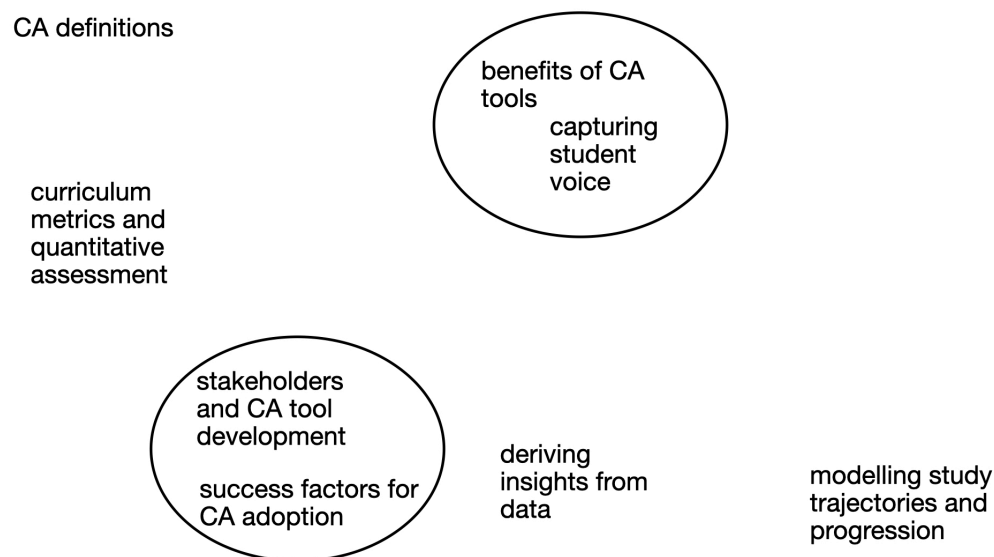 CA definitions
benefits of CA
tools
capturing
student
voice
curriculum
metrics and
quantitative
assessment
stakeholders
and CA tool
development
success factors for
CA adoption
deriving
insights from
data
modelling study
trajectories and
progression